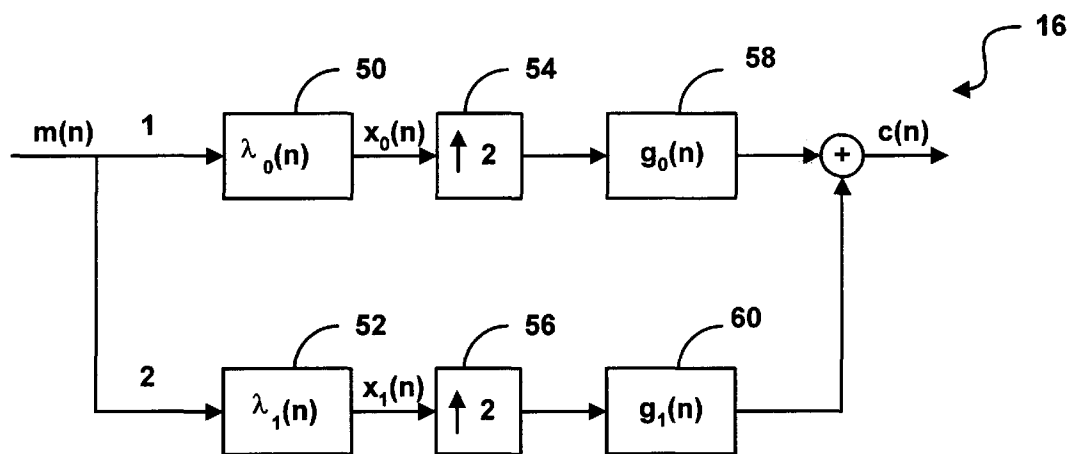 16
50 54 58
m(n) 1 λ₀(n) x₀(n) ↑ 2 g₀(n) + c(n)
52 56 60
2 λ₁(n) x₁(n) ↑ 2 g₁(n)